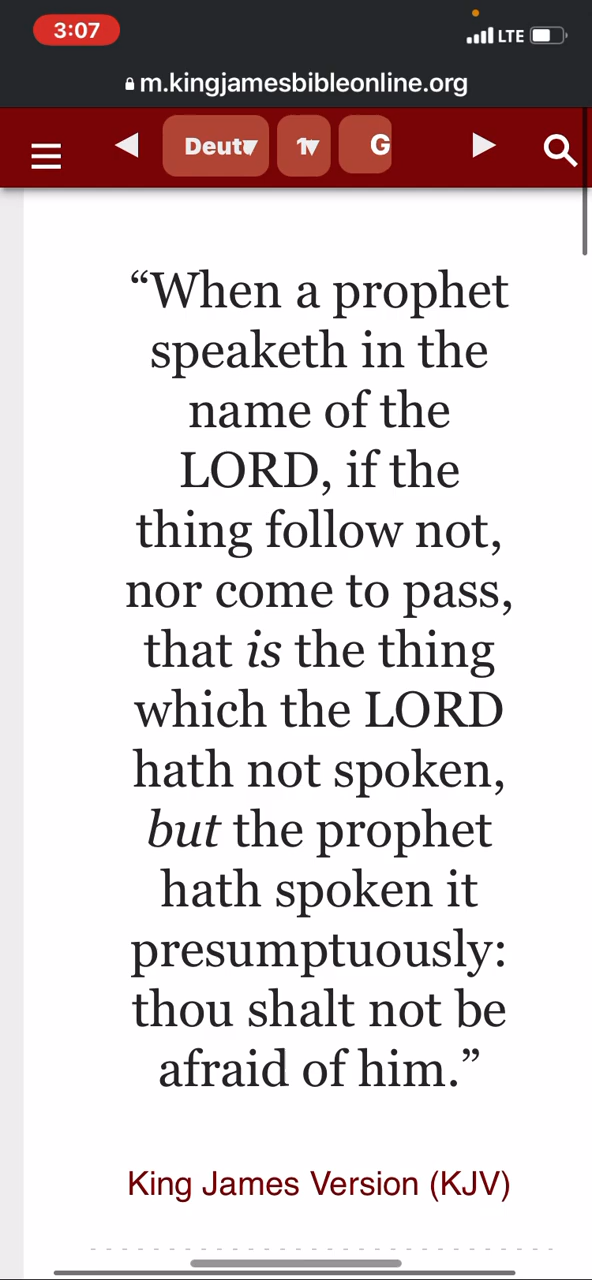 3:07
LTE
m.kingjamesbibleonline.org
Deut
1
G
“When a prophet
speaketh in the
name of the
LORD, if the
thing follow not,
nor come to pass,
that is the thing
which the LORD
hath not spoken,
but the prophet
hath spoken it
presumptuously:
thou shalt not be
afraid of him.”
King James Version (KJV)